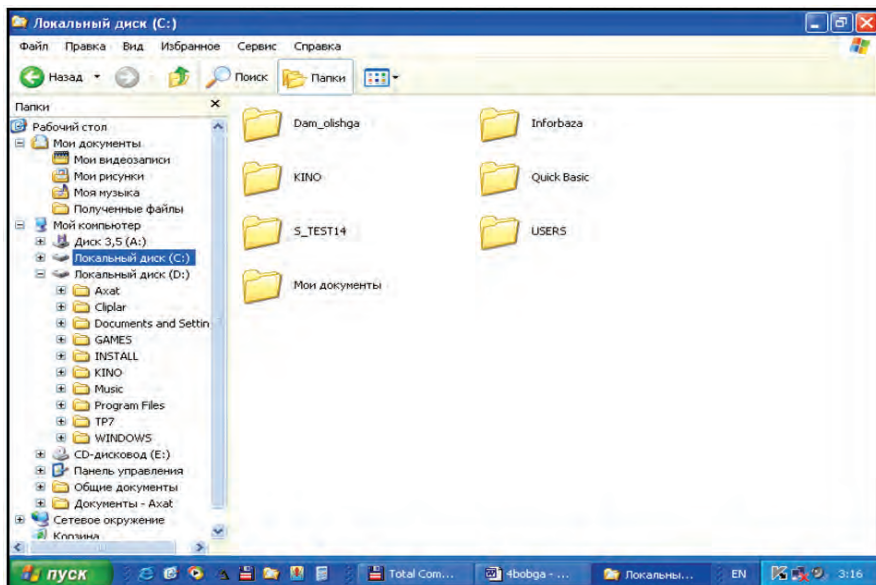 Локальный диск (C:)
Файл Правка Вид Избранное Сервис Справка
Назад Поиск Папки
Папки
Рабочий стол
Мои документы
Мои видеозаписи
Мои рисунки
Моя музыка
Полученные файлы
Мой компьютер
Диск 3,5 (A:)
Локальный диск (C:)
Локальный диск (D:)
Axat
Cliplar
Documents and Settin
GAMES
INSTALL
KINO
Music
Program Files
TP7
WINDOWS
CD-дисковод (E:)
Панель управления
Общие документы
Документы - Axat
Сетевое окружение
Корзина
Dam_olishga Inforbaza
KINO Quick Basic
S_TEST14 USERS
Мои документы
пуск Total Com... 4bobga - ... Локальны... EN 3:16